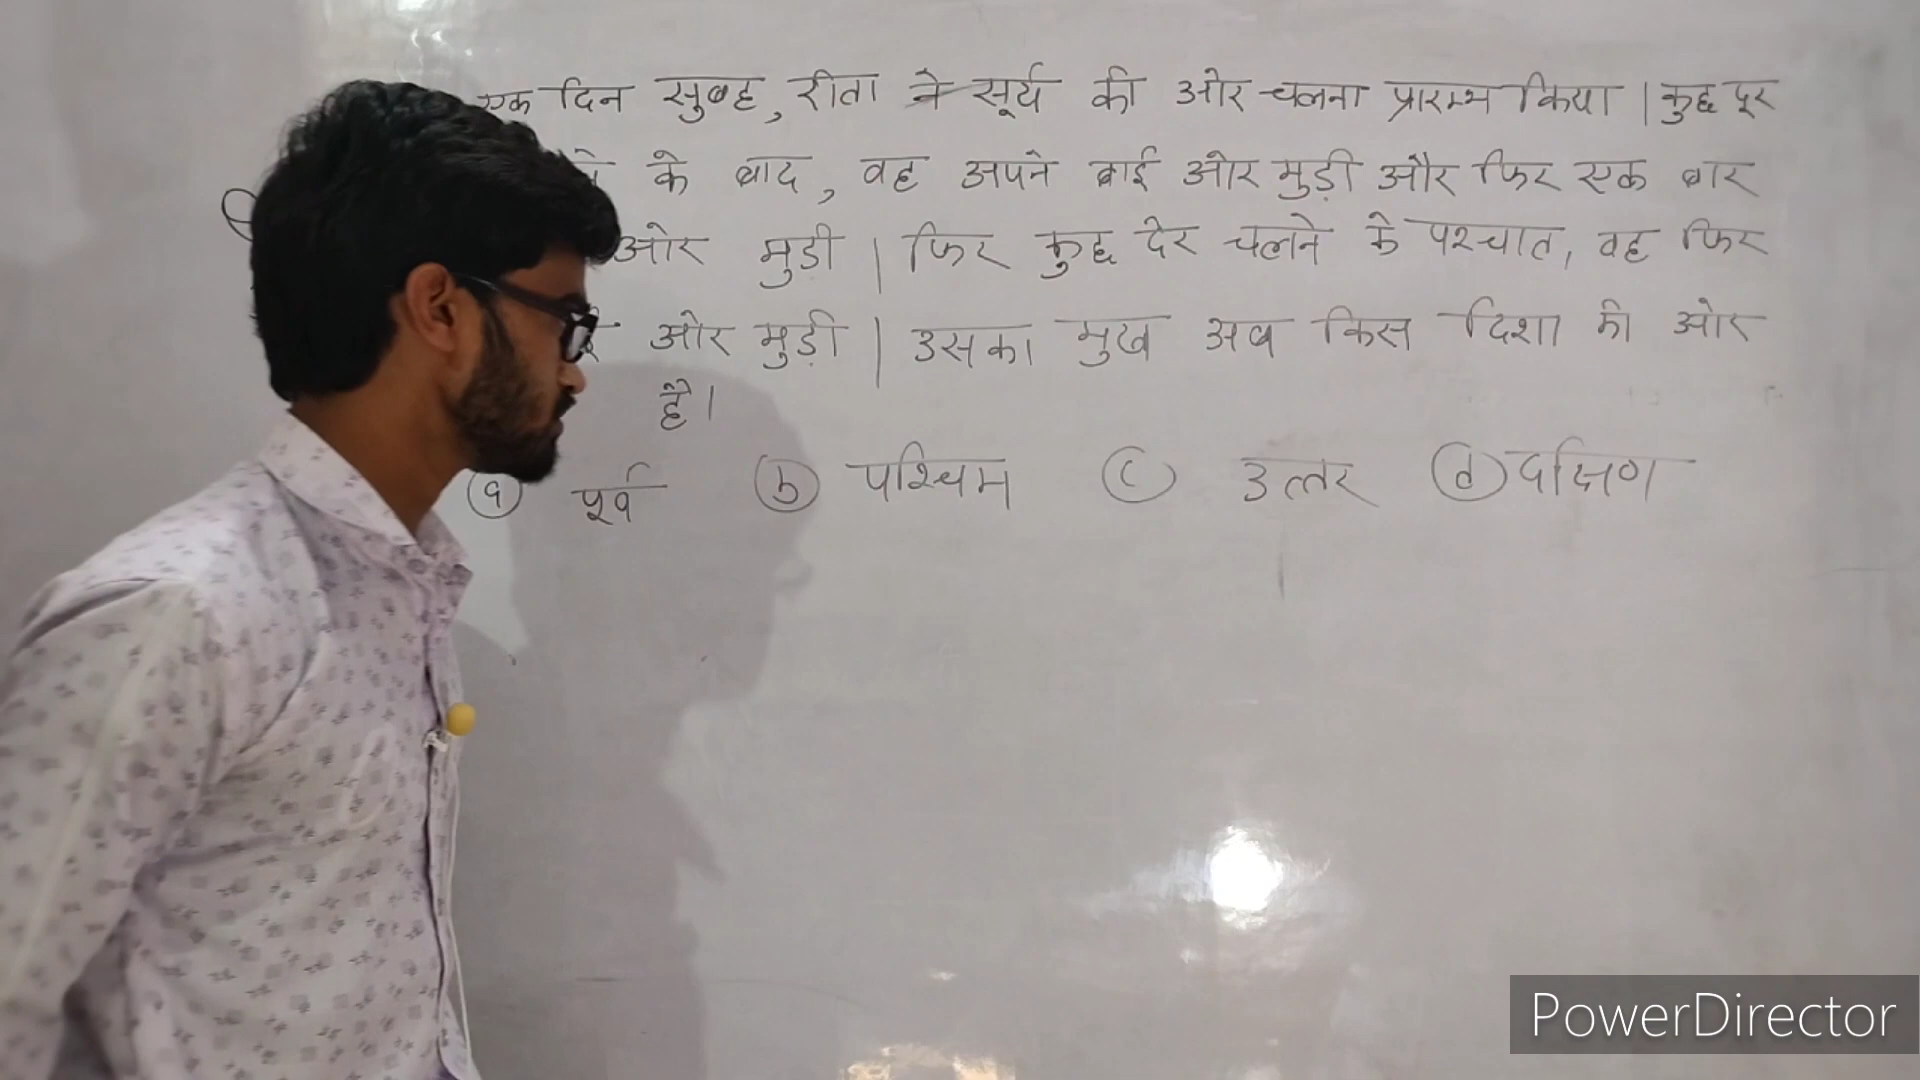 एक दिन सुबह, रीता ने सूर्य की ओर चलना प्रारम्भ किया | कुछ दूर
के बाद, वह अपने बाई ओर मुड़ी और फिर एक बार
ओर मुड़ी | फिर कुछ देर चलने के पश्चात, वह फिर
ओर मुड़ी | उसका मुख अब किस दिशा की ओर
है।
(a) पूर्व (b) पश्चिम (c) उत्तर (d) दक्षिण
PowerDirector